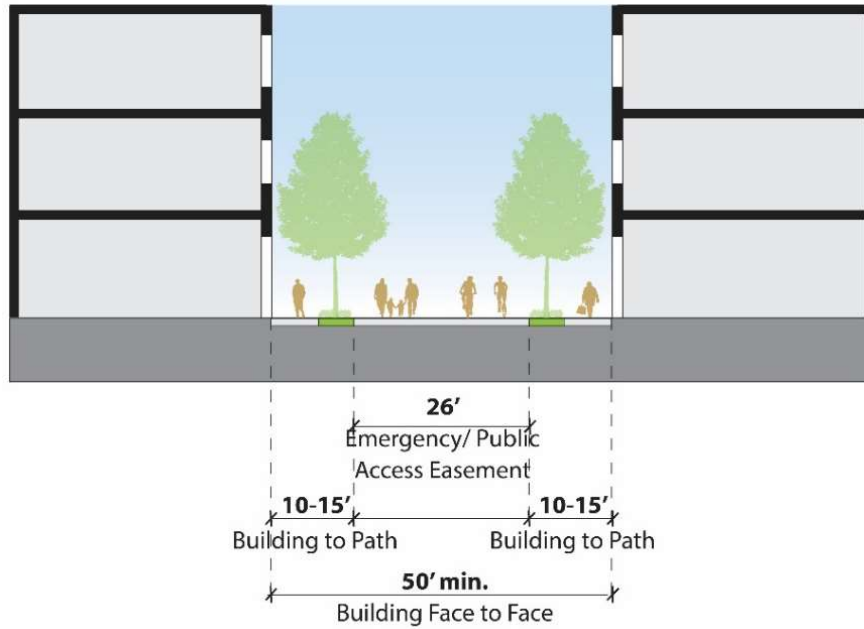 26’
Emergency/ Public
Access Easement
10-15’
Building to Path
10-15’
Building to Path
50’ min.
Building Face to Face